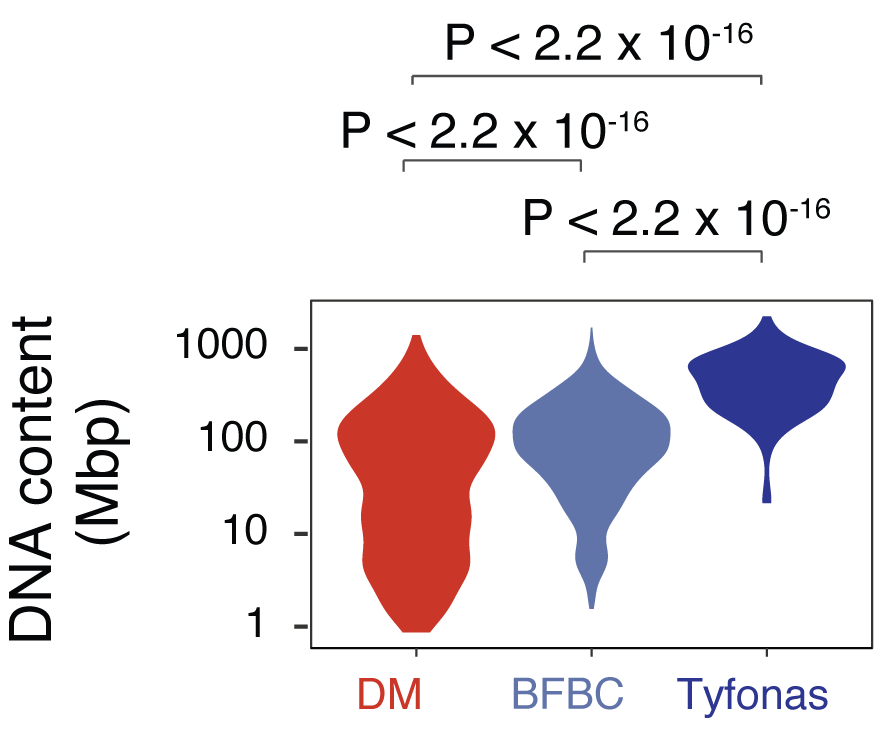 P < 2.2 x 10⁻¹⁶
P < 2.2 x 10⁻¹⁶
P < 2.2 x 10⁻¹⁶
DNA content
(Mbp)
1000
100
10
1
DM BFBC Tyfonas